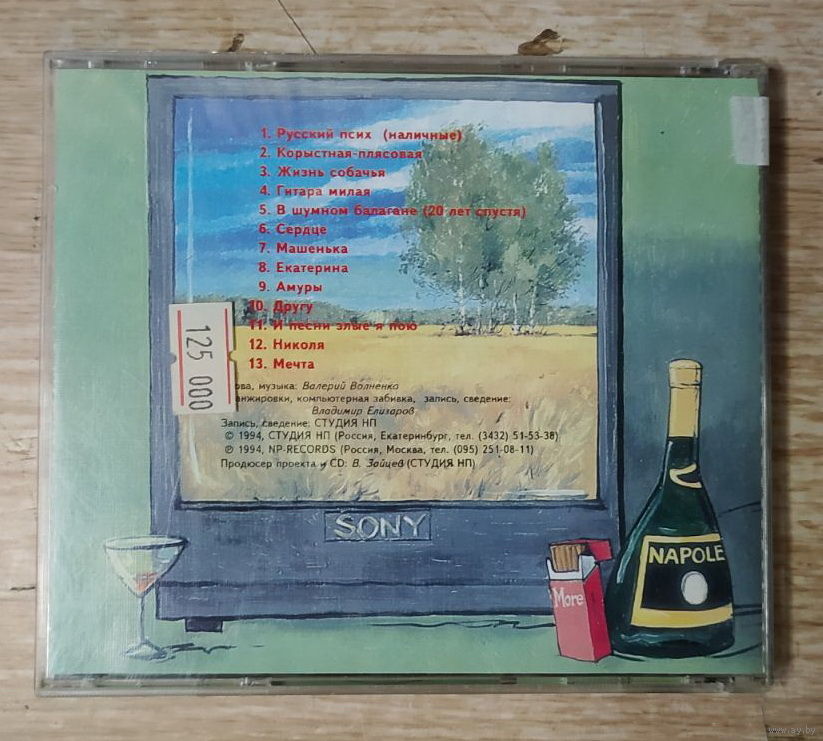 1. Русский псих (наличные)
2. Корыстная-плясовая
3. Жизнь собачья
4. Гитара милая
5. В шумном балагане (20 лет спустя)
6. Сердце
7. Машенька
8. Екатерина
9. Амуры
10. Другу
11. И песни злые я пою
12. Николя
13. Мечта
125 000
ова, музыка: Валерий Волненко
анжировки, компьютерная забивка, запись, сведение:
Владимир Елизаров
Запись, сведение: СТУДИЯ НП
© 1994, СТУДИЯ НП (Россия, Екатеринбург, тел. (3432) 51-53-38)
℗ 1994, NP-RECORDS (Россия, Москва, тел. (095) 251-08-11)
Продюсер проекта и CD: В. Зайцев (СТУДИЯ НП)
SONY
NAPOLE
More
www.ay.by